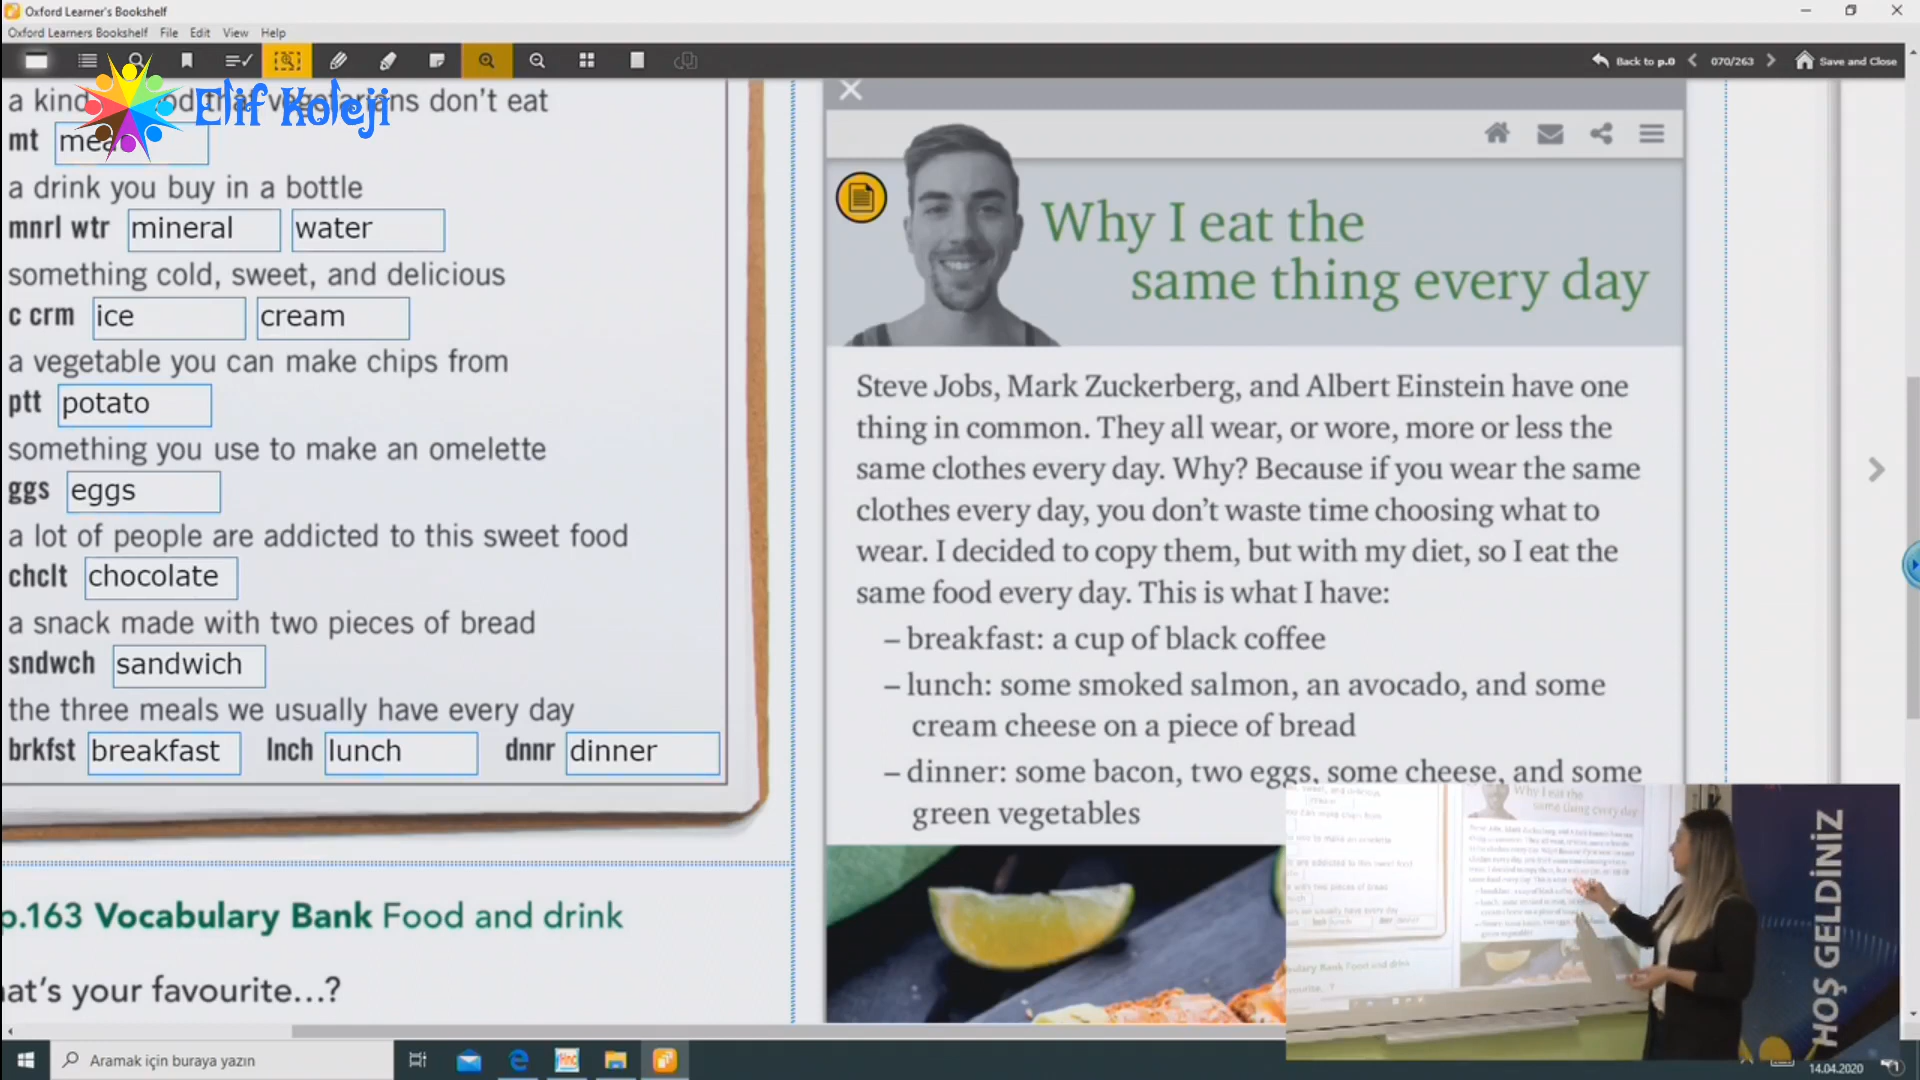 Oxford Learner's Bookshelf
Oxford Learners Bookshelf File Edit View Help
Back to p.0 070/263 Save and Close
Elif Koleji
a kind that vegetarians don't eat
mt
mea
a drink you buy in a bottle
mnrl wtr mineral water
something cold, sweet, and delicious
c crm ice cream
a vegetable you can make chips from
ptt potato
something you use to make an omelette
ggs eggs
a lot of people are addicted to this sweet food
chclt chocolate
a snack made with two pieces of bread
sndwch sandwich
the three meals we usually have every day
brkfst breakfast lnch lunch dnnr dinner
p.163 Vocabulary Bank Food and drink
at's your favourite...?
Why I eat the
same thing every day
Steve Jobs, Mark Zuckerberg, and Albert Einstein have one
thing in common. They all wear, or wore, more or less the
same clothes every day. Why? Because if you wear the same
clothes every day, you don't waste time choosing what to
wear. I decided to copy them, but with my diet, so I eat the
same food every day. This is what I have:
– breakfast: a cup of black coffee
– lunch: some smoked salmon, an avocado, and some
cream cheese on a piece of bread
– dinner: some bacon, two eggs, some cheese, and some
green vegetables
Why I eat the
same thing every day
HOŞ GELDİNİZ
Aramak için buraya yazın
14.04.2020